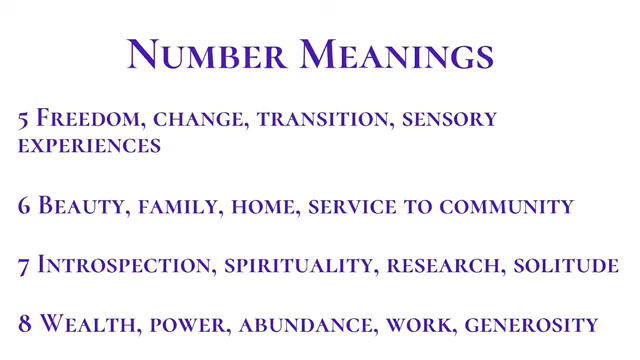 Number Meanings
5 Freedom, change, transition, sensory
experiences
6 Beauty, family, home, service to community
7 Introspection, spirituality, research, solitude
8 Wealth, power, abundance, work, generosity